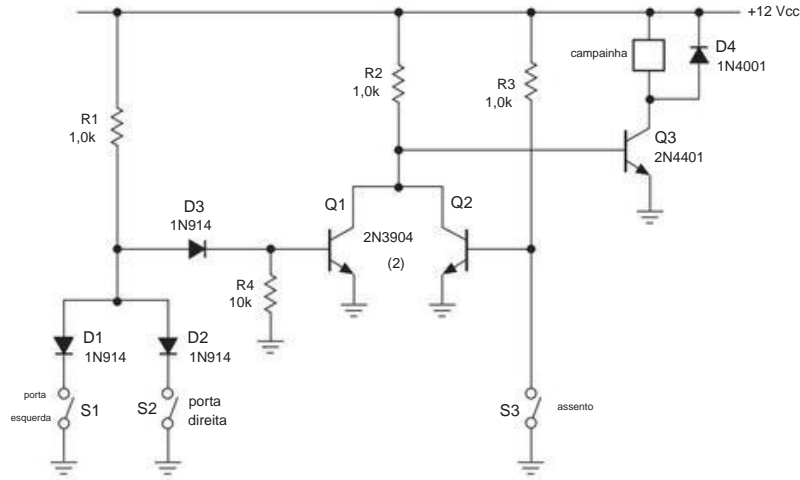 +12 Vcc
R1
1,0k
R2
1,0k
R3
1,0k
campainha
D4
1N4001
Q3
2N4401
D3
1N914
R4
10k
Q1
Q2
2N3904
(2)
D1
1N914
D2
1N914
porta
esquerda
S1
S2
porta
direita
S3
assento